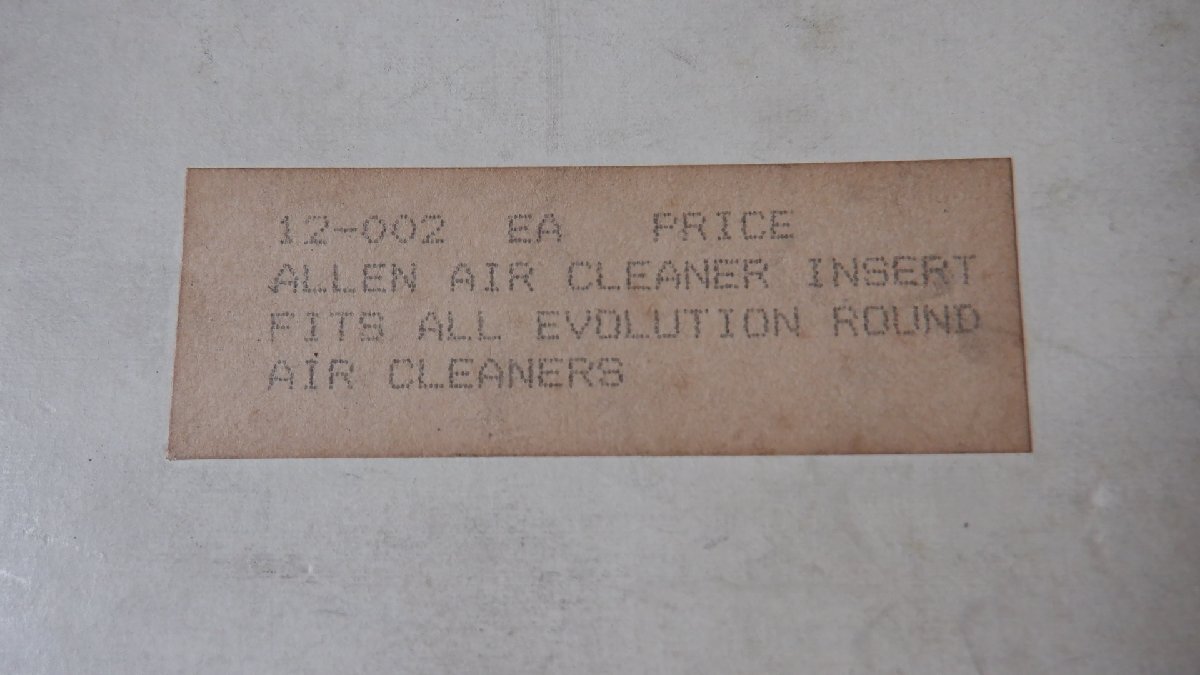 12-002 EA PRICE
ALLEN AIR CLEANER INSERT
FITS ALL EVOLUTION ROUND
AIR CLEANERS